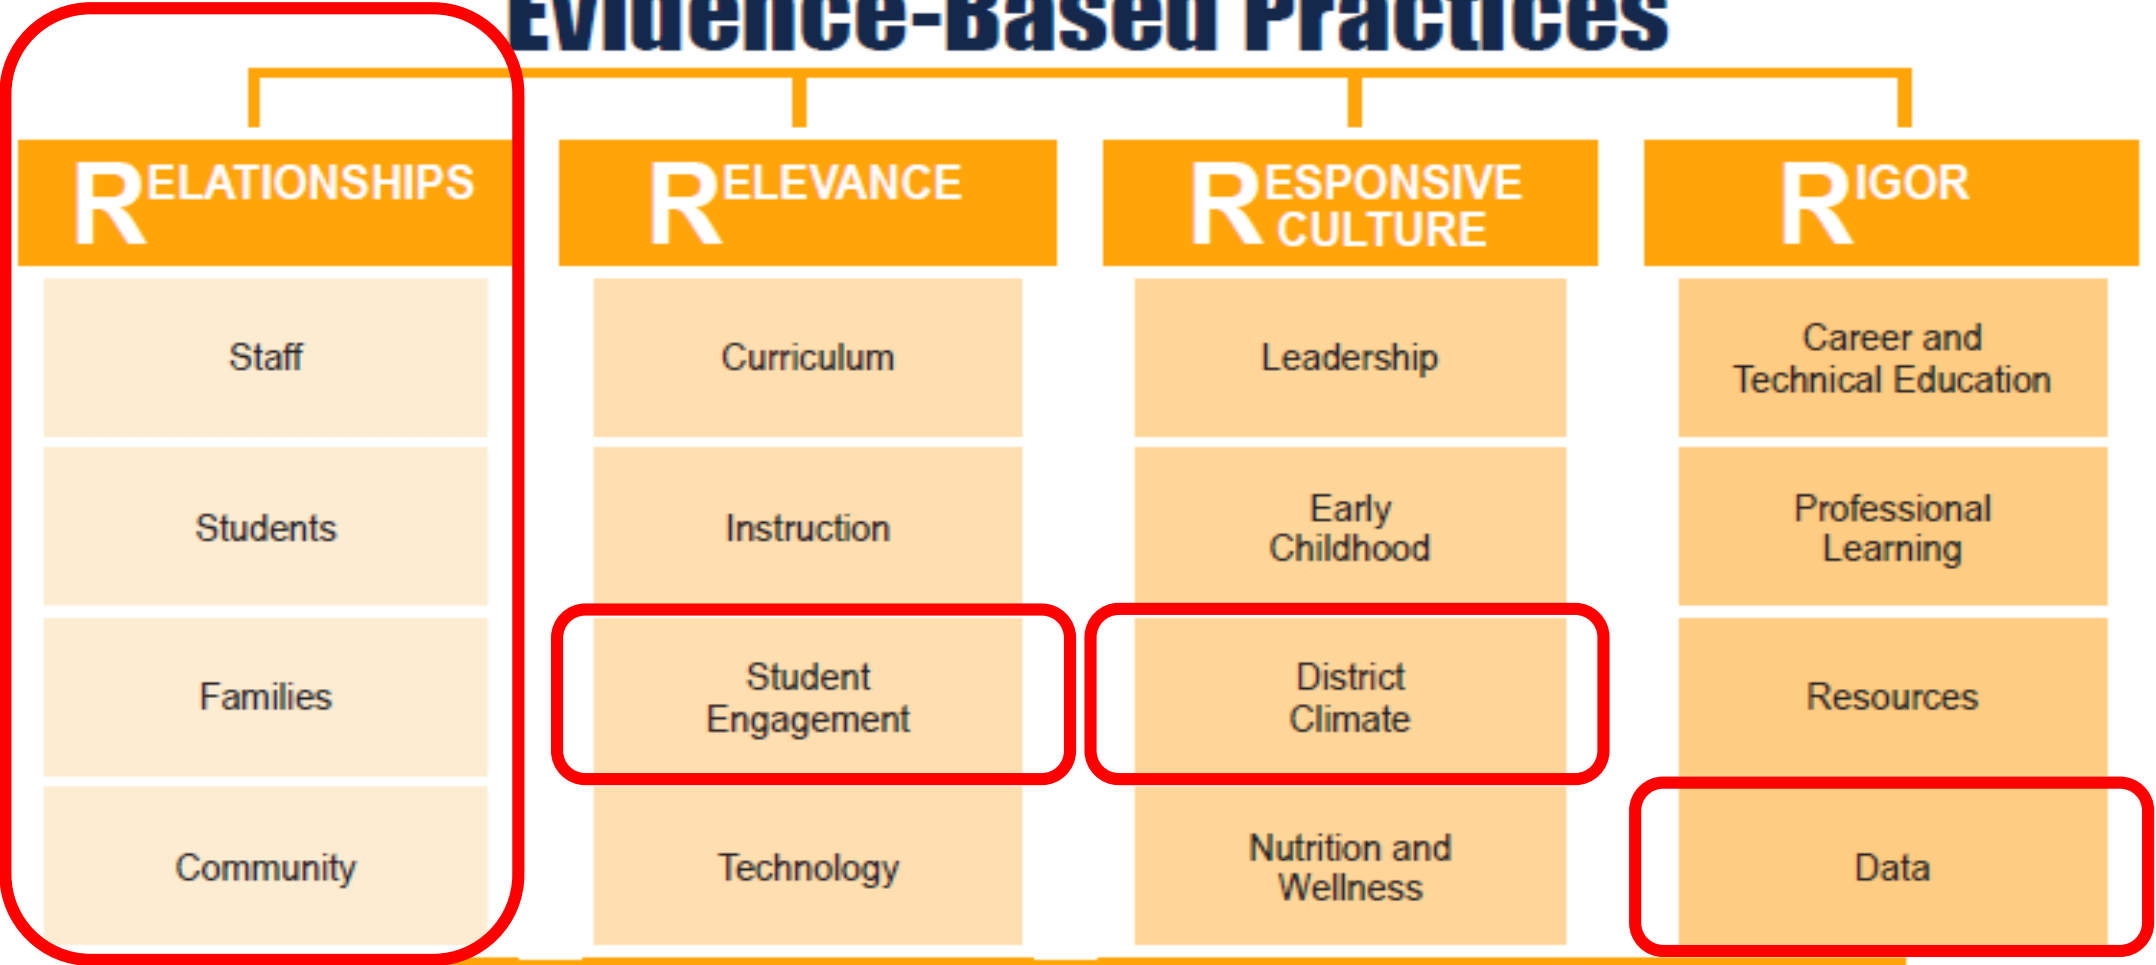 Evidence-Based Practices
RELATIONSHIPS
Staff
Students
Families
Community
RELEVANCE
Curriculum
Instruction
Student
Engagement
Technology
RESPONSIVE
CULTURE
Leadership
Early
Childhood
District
Climate
Nutrition and
Wellness
RIGOR
Career and
Technical Education
Professional
Learning
Resources
Data